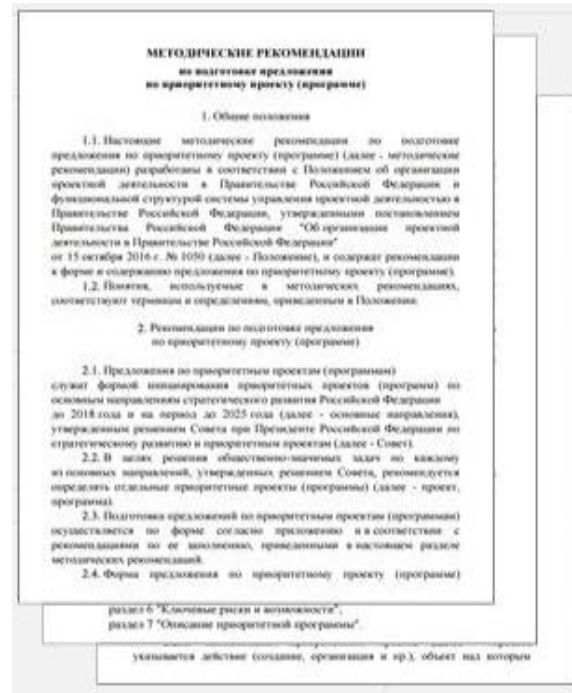 МЕТОДИЧЕСКИЕ РЕКОМЕНДАЦИИ
по подготовке предложения
по приоритетному проекту (программе)
1. Общие положения
1.1. Настоящие методические рекомендации по подготовке
предложения по приоритетному проекту (программе) (далее - методические
рекомендации) разработаны в соответствии с Положением об организации
проектной деятельности в Правительстве Российской Федерации и
функциональной структурой системы управления проектной деятельностью в
Правительстве Российской Федерации, утвержденными постановлением
Правительства Российской Федерации "Об организации проектной
деятельности в Правительстве Российской Федерации"
от 15 октября 2016 г. № 1050 (далее - Положение), и содержат рекомендации
к форме и содержанию предложения по приоритетному проекту (программе).
1.2. Понятия, используемые в методических рекомендациях,
соответствуют терминам и определениям, приведенным в Положении.
2. Рекомендации по подготовке предложения
по приоритетному проекту (программе)
2.1. Предложения по приоритетным проектам (программам)
служат формой инициирования приоритетных проектов (программ) по
основным направлениям стратегического развития Российской Федерации
до 2018 года и на период до 2025 года (далее - основные направления),
утвержденным решением Совета при Президенте Российской Федерации по
стратегическому развитию и приоритетным проектам (далее - Совет).
2.2. В целях решения общественно-значимых задач по каждому
из основных направлений, утвержденных решением Совета, рекомендуется
определять отдельные приоритетные проекты (программы) (далее - проект,
программа).
2.3. Подготовка предложений по приоритетным проектам (программам)
осуществляется по форме согласно приложению и в соответствии с
рекомендациями по ее заполнению, приведенными в настоящем разделе
методических рекомендаций.
2.4. Форма предложения по приоритетному проекту (программе)
раздел 6 "Ключевые риски и возможности".
раздел 7 "Описание приоритетной программы".
указывается действие (создание, организация и пр.), объект над которым